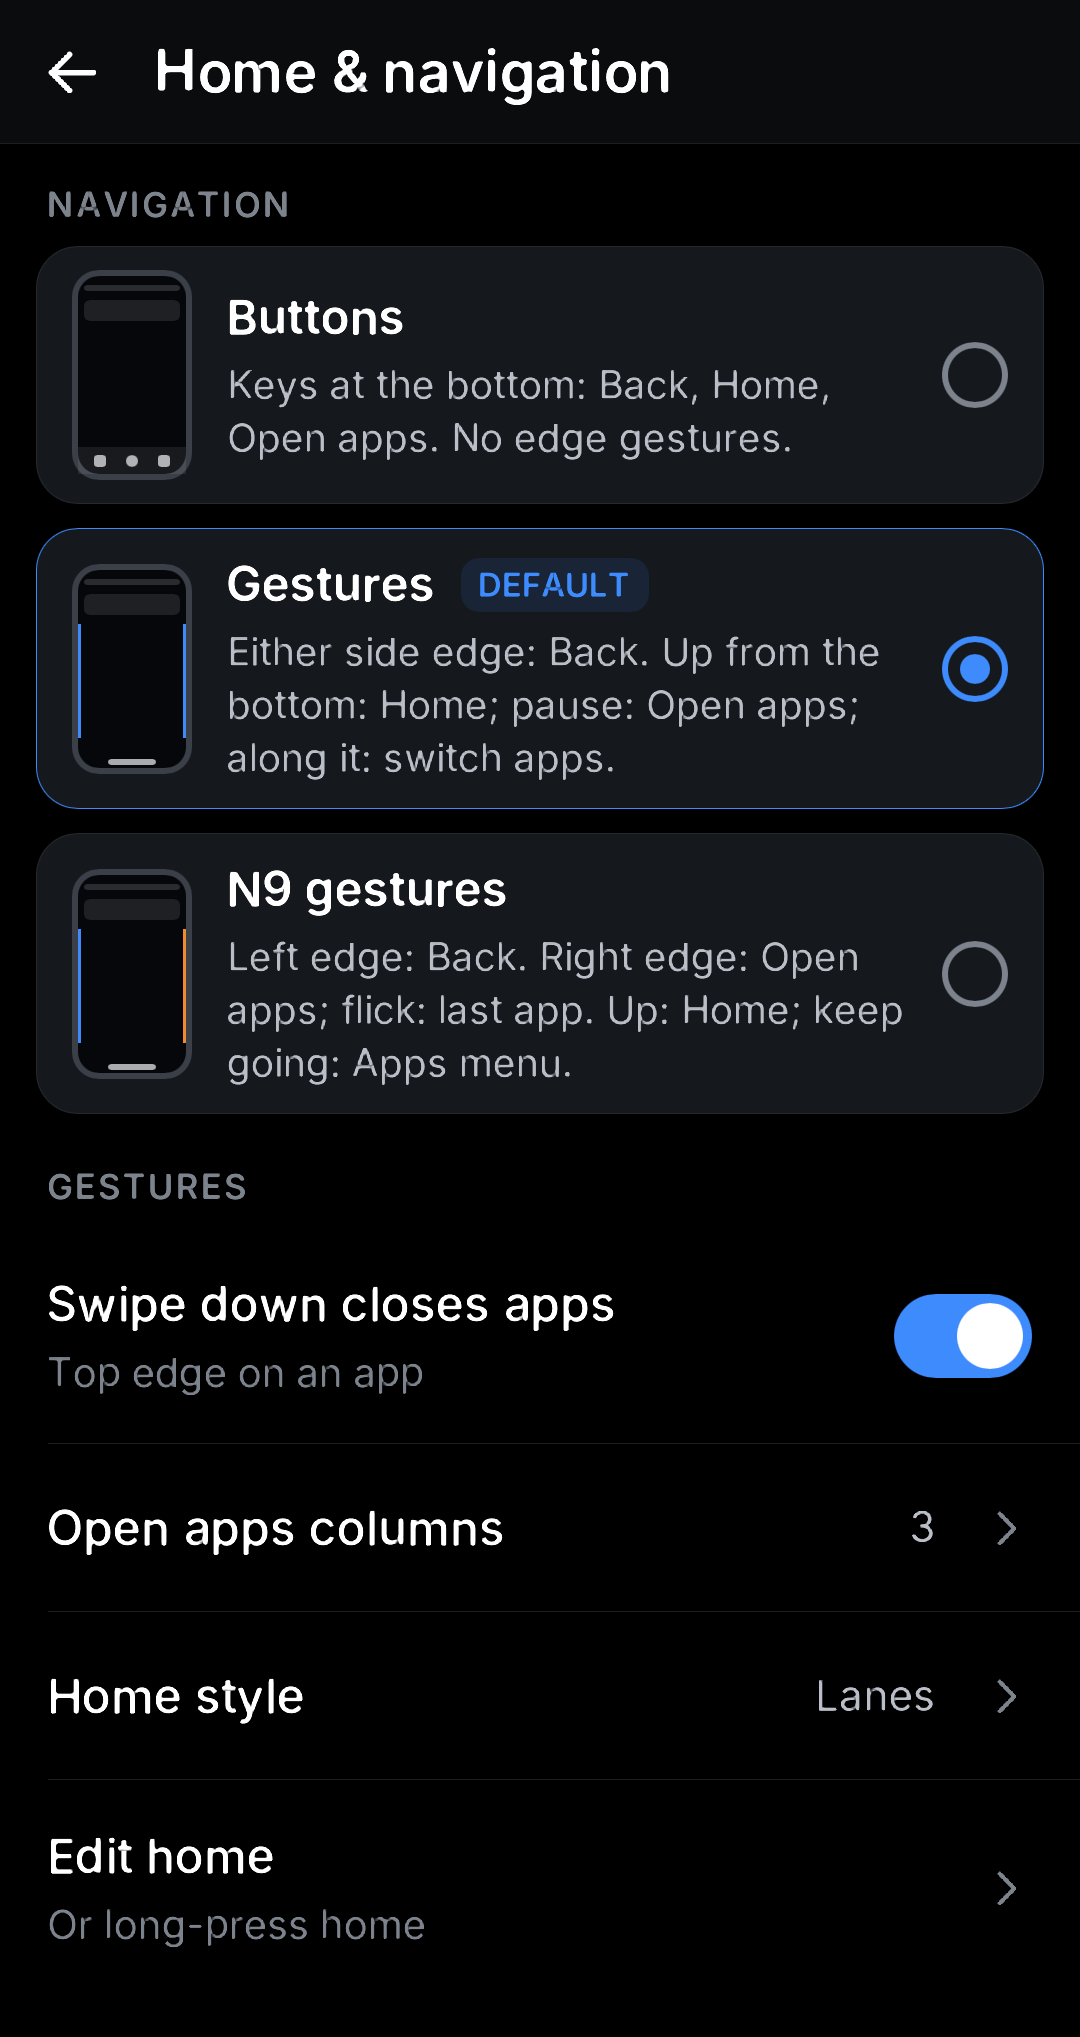 Home & navigation
NAVIGATION
Buttons
Keys at the bottom: Back, Home,
Open apps. No edge gestures.
Gestures DEFAULT
Either side edge: Back. Up from the
bottom: Home; pause: Open apps;
along it: switch apps.
N9 gestures
Left edge: Back. Right edge: Open
apps; flick: last app. Up: Home; keep
going: Apps menu.
GESTURES
Swipe down closes apps
Top edge on an app
Open apps columns 3
Home style Lanes
Edit home
Or long-press home